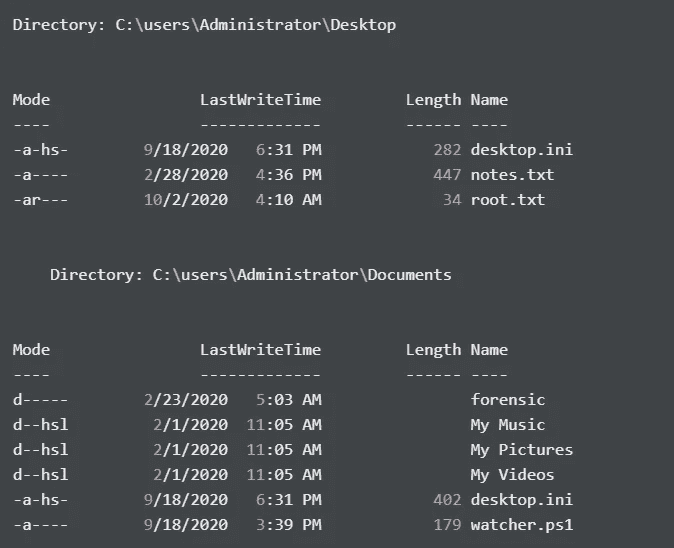 Directory: C:\users\Administrator\Desktop
Mode                LastWriteTime         Length Name
----                -------------         ------ ----
-a-hs-        9/18/2020   6:31 PM            282 desktop.ini
-a----        2/28/2020   4:36 PM            447 notes.txt
-ar---        10/2/2020   4:10 AM             34 root.txt
    Directory: C:\users\Administrator\Documents
Mode                LastWriteTime         Length Name
----                -------------         ------ ----
d-----        2/23/2020   5:03 AM                forensic
d--hsl         2/1/2020  11:05 AM                My Music
d--hsl         2/1/2020  11:05 AM                My Pictures
d--hsl         2/1/2020  11:05 AM                My Videos
-a-hs-        9/18/2020   6:31 PM            402 desktop.ini
-a----        9/18/2020   3:39 PM            179 watcher.ps1